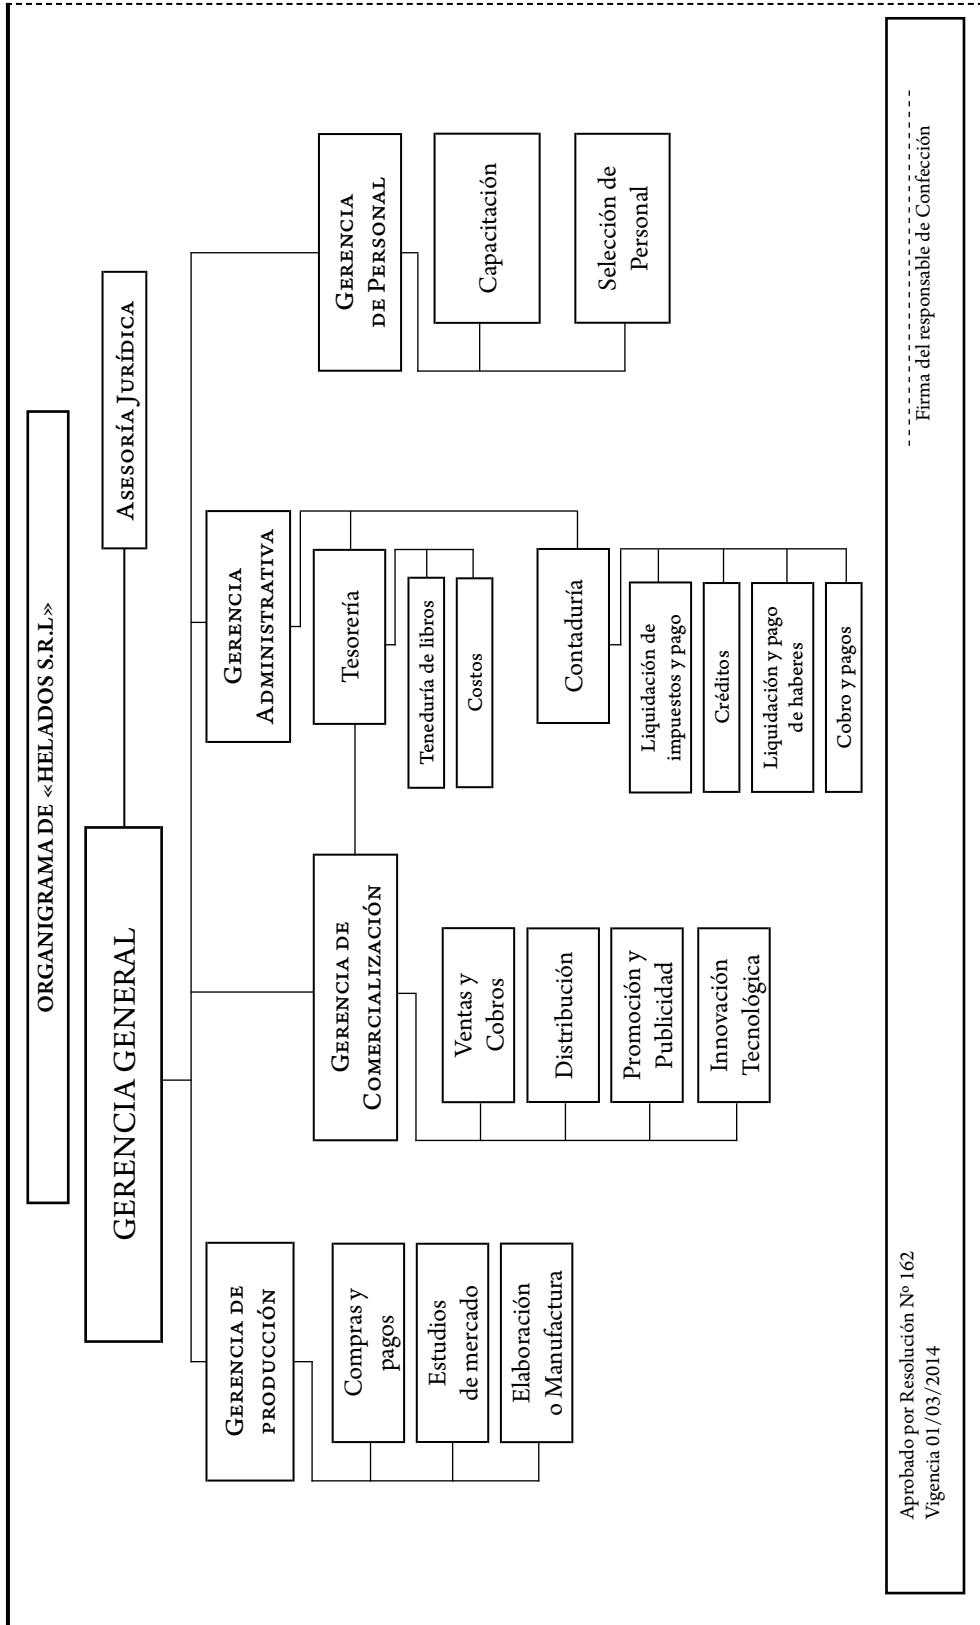 ORGANIGRAMA DE «HELADOS S.R.L»
GERENCIA GENERAL
ASESORÍA JURÍDICA
GERENCIA DE
PRODUCCIÓN
Compras y
pagos
Estudios
de mercado
Elaboración
o Manufactura
GERENCIA DE
COMERCIALIZACIÓN
Ventas y
Cobros
Distribución
Promoción y
Publicidad
Innovación
Tecnológica
GERENCIA
ADMINISTRATIVA
Tesorería
Teneduría de libros
Costos
Contaduría
Liquidación de
impuestos y pago
Créditos
Liquidación y pago
de haberes
Cobro y pagos
GERENCIA
DE PERSONAL
Capacitación
Selección de
Personal
Aprobado por Resolución Nº 162
Vigencia 01/03/2014
Firma del responsable de Confección